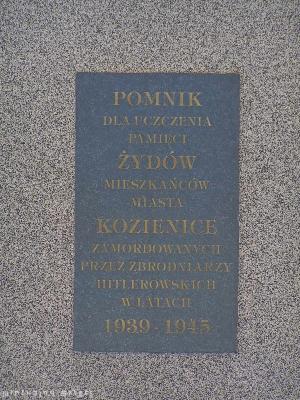 POMNIK
DLA UCZCZENIA
PAMIĘCI
ŻYDÓW
MIESZKAŃCÓW
MIASTA
KOZIENICE
ZAMORDOWANYCH
PRZEZ ZBRODNIARZY
HITLEROWSKICH
W LATACH
1939-1945